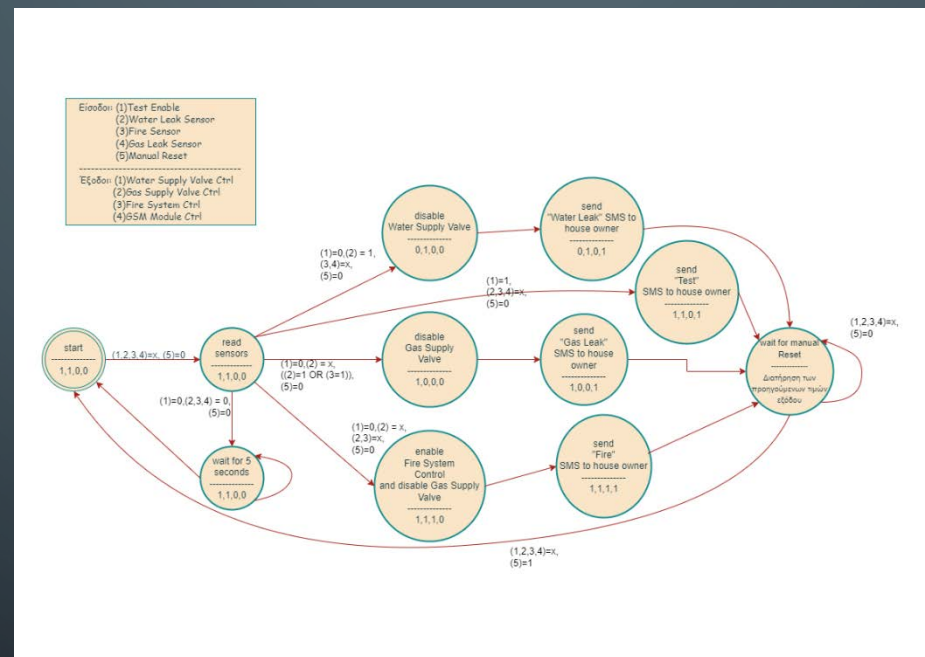 Είσοδοι: (1)Test Enable
(2)Water Leak Sensor
(3)Fire Sensor
(4)Gas Leak Sensor
(5)Manual Reset
------------------------------------------
Έξοδοι: (1)Water Supply Valve Ctrl
(2)Gas Supply Valve Ctrl
(3)Fire System Ctrl
(4)GSM Module Ctrl
disable
Water Supply Valve
---------------
0,1,0,0
send
"Water Leak" SMS to
house owner
--------------
0,1,0,1
(1)=0,(2) = 1,
(3,4)=x,
(5)=0
(1)=1,
(2,3,4)=x,
(5)=0
send
"Test"
SMS to house owner
---------------
1,1,0,1
start
---------------
1,1,0,0
(1,2,3,4)=x, (5)=0
read
sensors
---------------
1,1,0,0
(1)=0,(2) = x,
((2)=1 OR (3=1)),
(5)=0
disable
Gas Supply
Valve
---------------
1,0,0,0
send
"Gas Leak"
SMS to house
owner
--------------
1,0,0,1
wait for manual
Reset
--------------
Διατήρηση των
προηγούμενων τιμών
εξόδου
(1,2,3,4)=x,
(5)=0
(1)=0,(2,3,4) = 0,
(5)=0
wait for 5
seconds
---------------
1,1,0,0
(1)=0,(2) = x,
(2,3)=x,
(5)=0
enable
Fire System
Control
and disable Gas Supply
Valve
---------------
1,1,1,0
send
"Fire"
SMS to house owner
---------------
1,1,1,1
(1,2,3,4)=x,
(5)=1